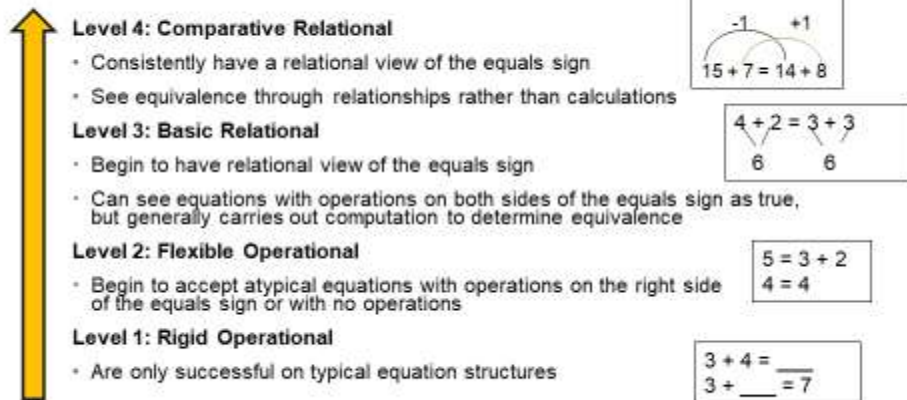 Level 4: Comparative Relational
· Consistently have a relational view of the equals sign
· See equivalence through relationships rather than calculations
-1 +1
15 + 7 = 14 + 8
Level 3: Basic Relational
· Begin to have relational view of the equals sign
· Can see equations with operations on both sides of the equals sign as true,
but generally carries out computation to determine equivalence
4 + 2 = 3 + 3
6 6
Level 2: Flexible Operational
· Begin to accept atypical equations with operations on the right side
of the equals sign or with no operations
5 = 3 + 2
4 = 4
Level 1: Rigid Operational
· Are only successful on typical equation structures
3 + 4 = ___
3 + ___ = 7